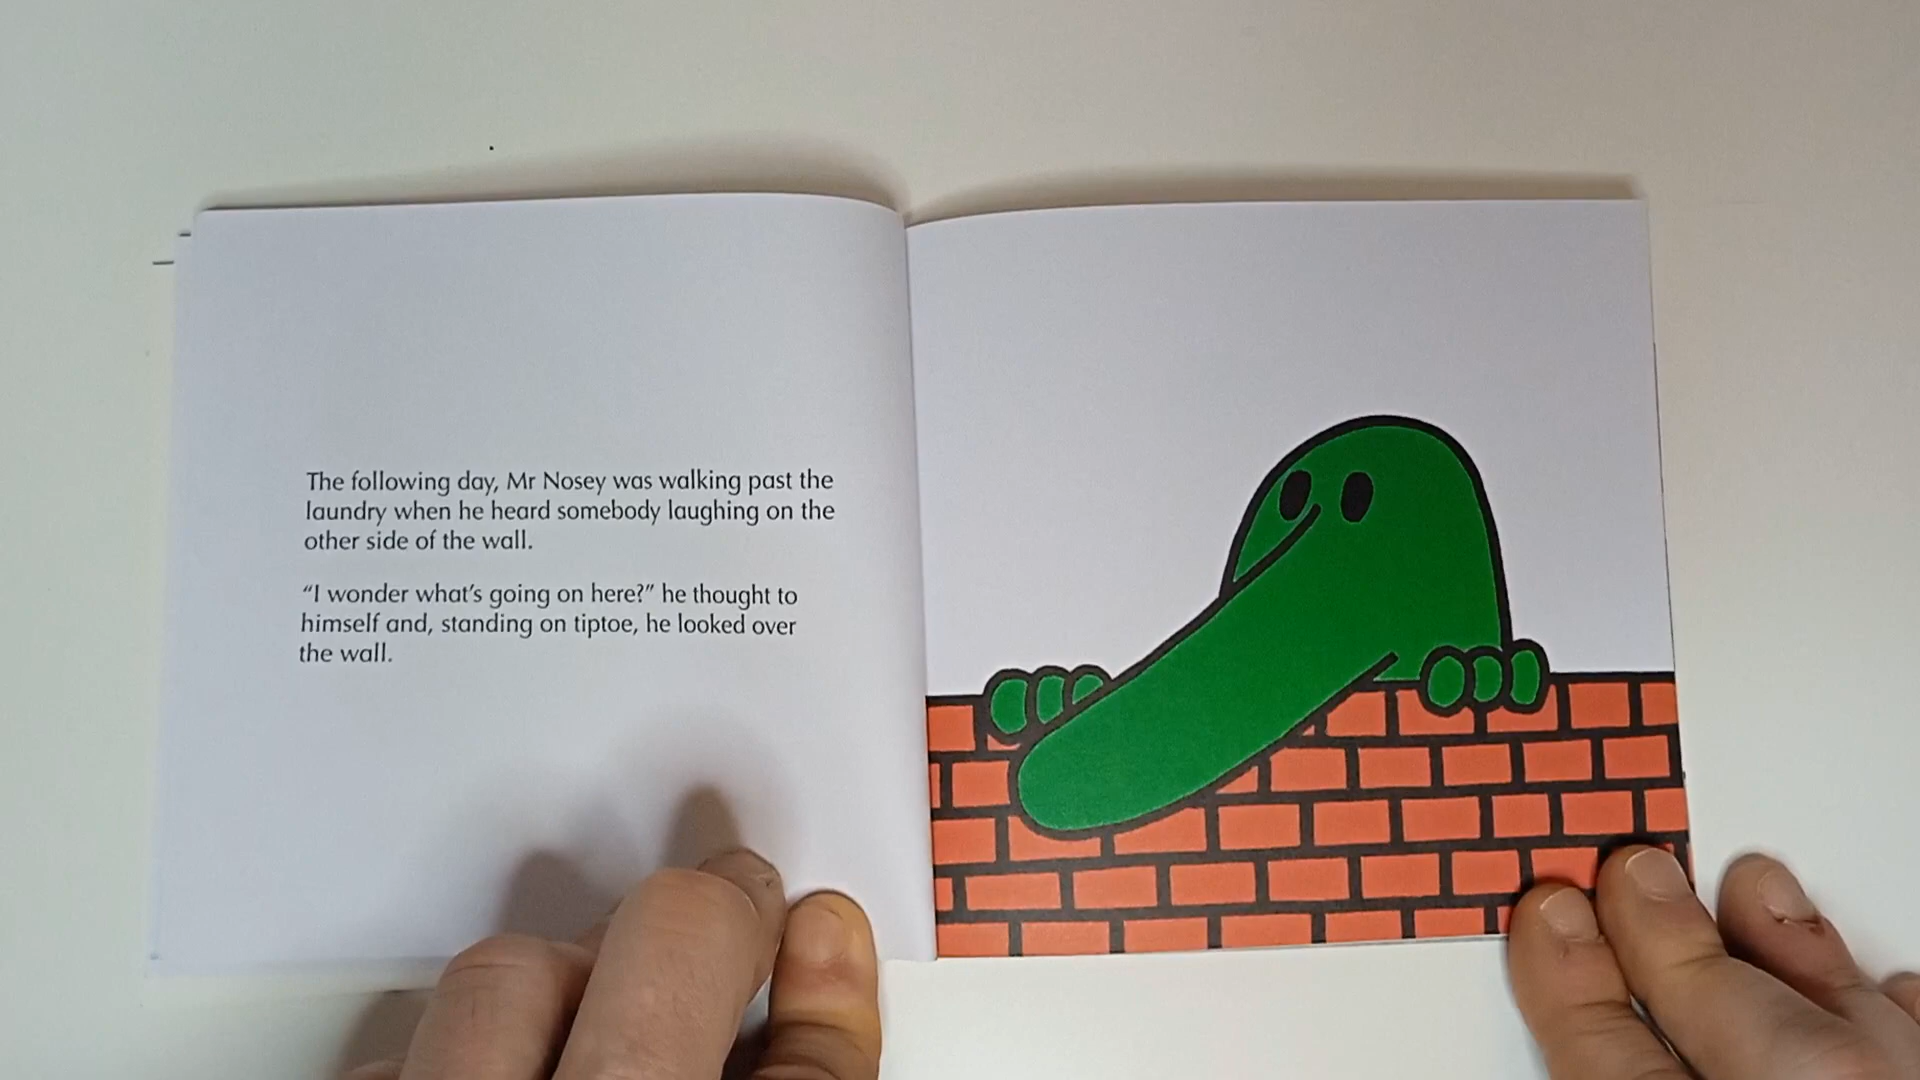 The following day, Mr Nosey was walking past the
laundry when he heard somebody laughing on the
other side of the wall.
“I wonder what’s going on here?” he thought to
himself and, standing on tiptoe, he looked over
the wall.